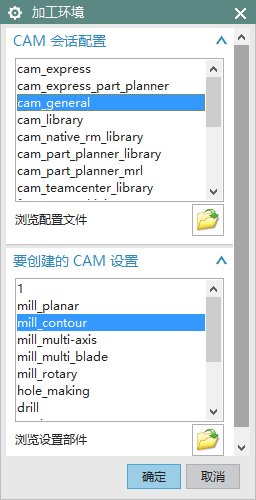 加工环境
CAM 会话配置
cam_express
cam_express_part_planner
cam_general
cam_library
cam_native_rm_library
cam_part_planner_library
cam_part_planner_mrl
cam_teamcenter_library
浏览配置文件
要创建的 CAM 设置
1
mill_planar
mill_contour
mill_multi-axis
mill_multi_blade
mill_rotary
hole_making
drill
浏览设置部件
确定
取消